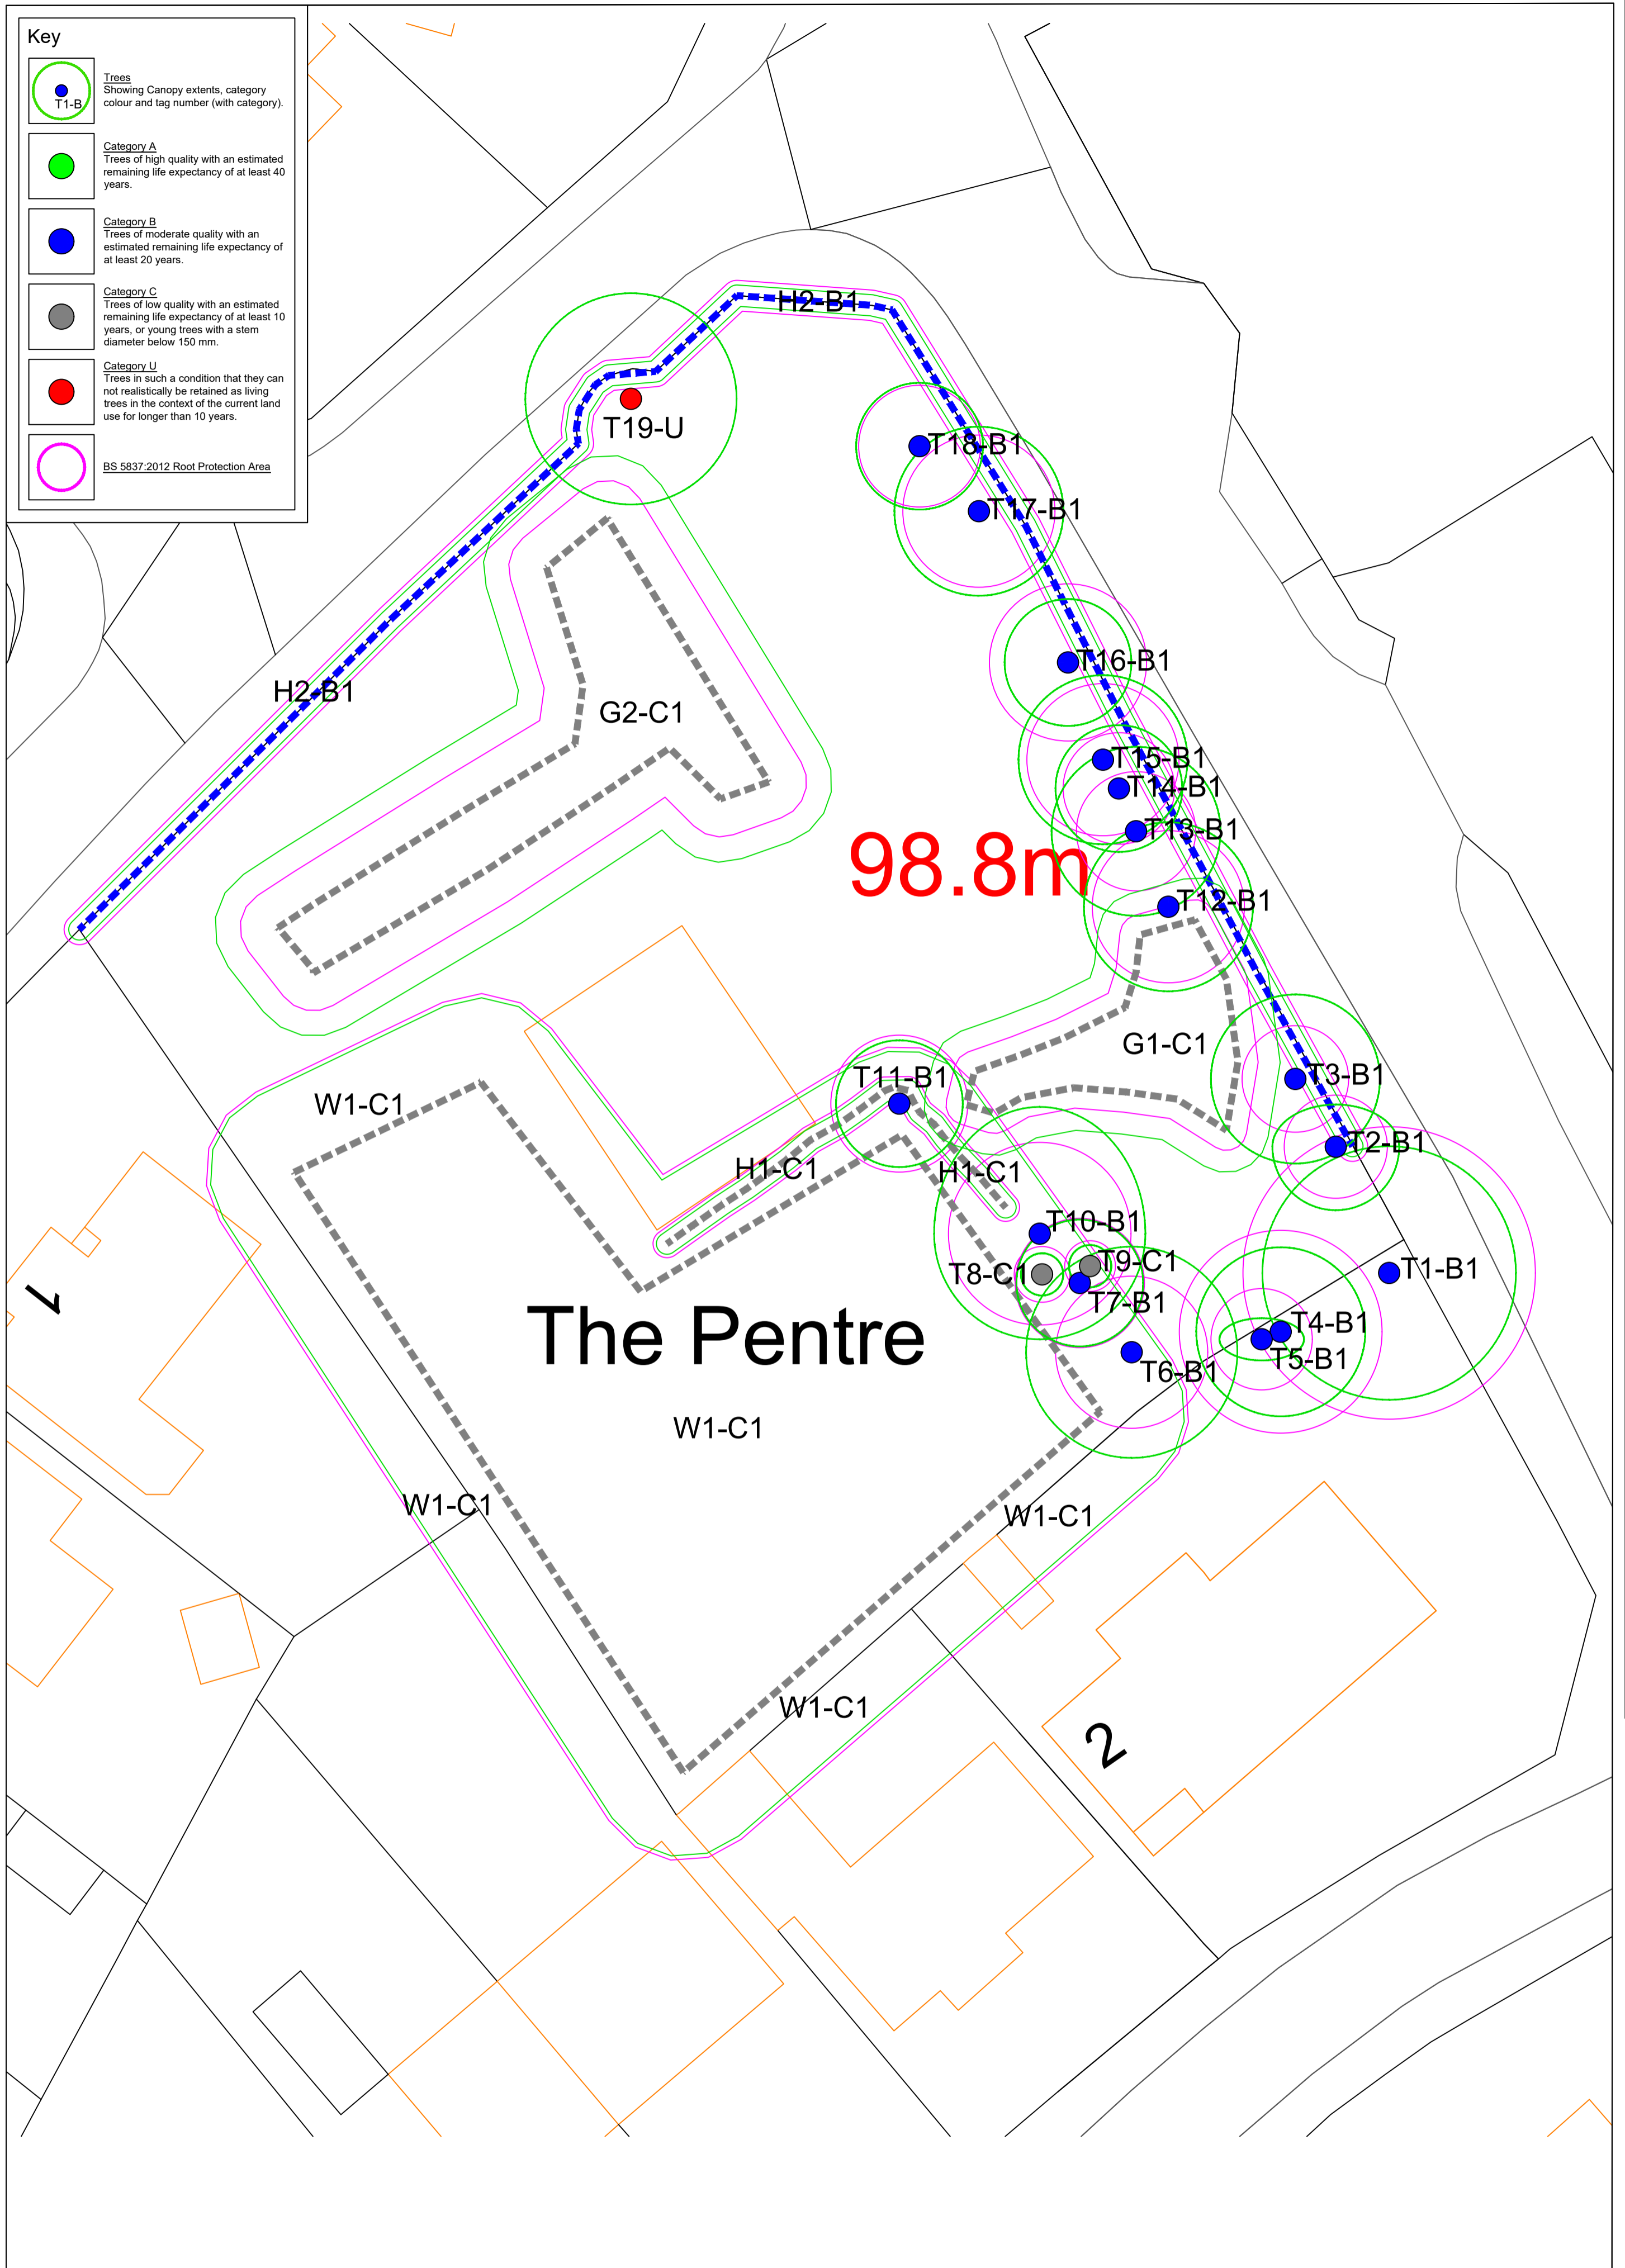 Key
Trees
Showing Canopy extents, category
colour and tag number (with category).
T1-B
Category A
Trees of high quality with an estimated
remaining life expectancy of at least 40
years.
Category B
Trees of moderate quality with an
estimated remaining life expectancy of
at least 20 years.
Category C
Trees of low quality with an estimated
remaining life expectancy of at least 10
years, or young trees with a stem
diameter below 150 mm.
Category U
Trees in such a condition that they can
not realistically be retained as living
trees in the context of the current land
use for longer than 10 years.
BS 5837:2012 Root Protection Area
H2-B1
T19-U
T18-B1
T17-B1
T16-B1
H2-B1
G2-C1
T15-B1
T14-B1
T13-B1
98.8m
T12-B1
G1-C1
T3-B1
T11-B1
W1-C1
T2-B1
H1-C1
H1-C1
T10-B1
T9-C1
T8-C1
T1-B1
T7-B1
1
The Pentre
T4-B1
T5-B1
T6-B1
W1-C1
W1-C1
W1-C1
W1-C1
2